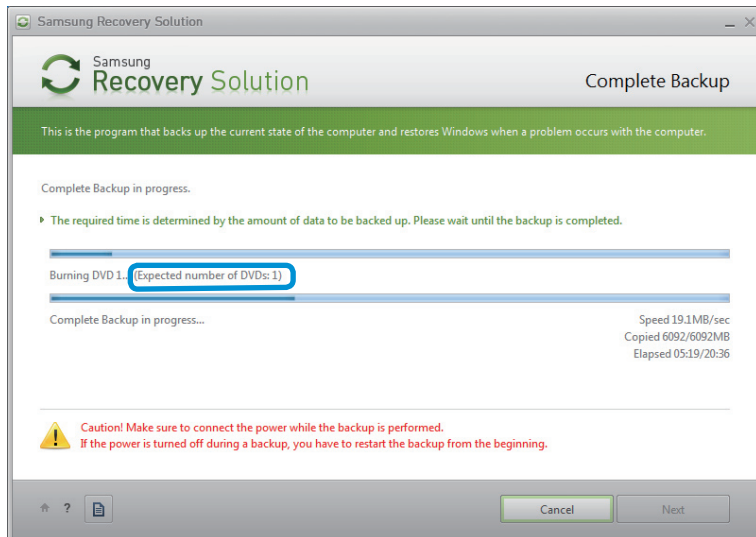 Samsung Recovery Solution
Samsung
Recovery Solution
Complete Backup
This is the program that backs up the current state of the computer and restores Windows when a problem occurs with the computer.
Complete Backup in progress.
The required time is determined by the amount of data to be backed up. Please wait until the backup is completed.
Burning DVD 1.. (Expected number of DVDs: 1)
Complete Backup in progress...
Speed 19.1MB/sec
Copied 6092/6092MB
Elapsed 05:19/20:36
Caution! Make sure to connect the power while the backup is performed.
If the power is turned off during a backup, you have to restart the backup from the beginning.
?
Cancel
Next